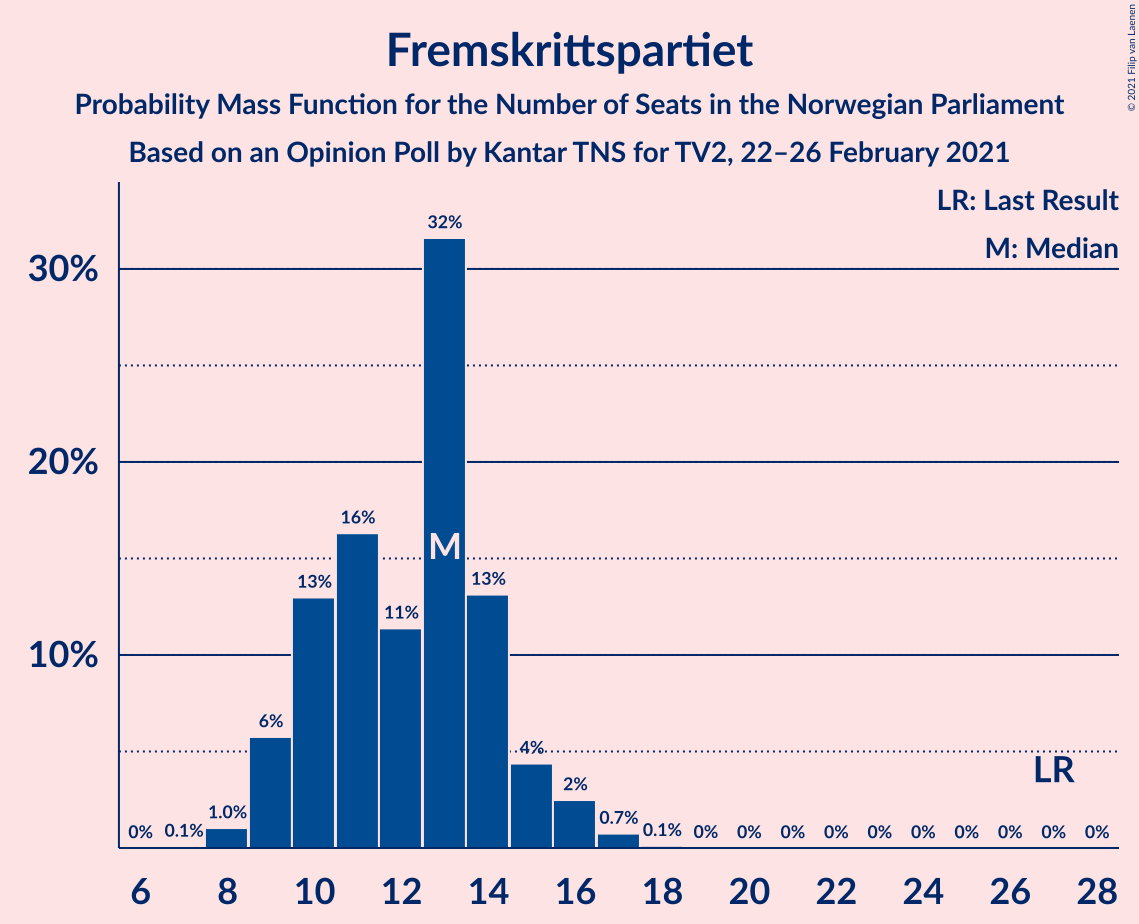 Fremskrittspartiet
Probability Mass Function for the Number of Seats in the Norwegian Parliament
Based on an Opinion Poll by Kantar TNS for TV2, 22–26 February 2021
© 2021 Filip van Laenen
LR: Last Result
M: Median
30%
20%
10%
0% 0.1% 1.0% 6% 13% 16% 11% 32% 13% 4% 2% 0.7% 0.1% 0% 0% 0% 0% 0% 0% 0% 0% 0% 0%
M
LR
6 8 10 12 14 16 18 20 22 24 26 28